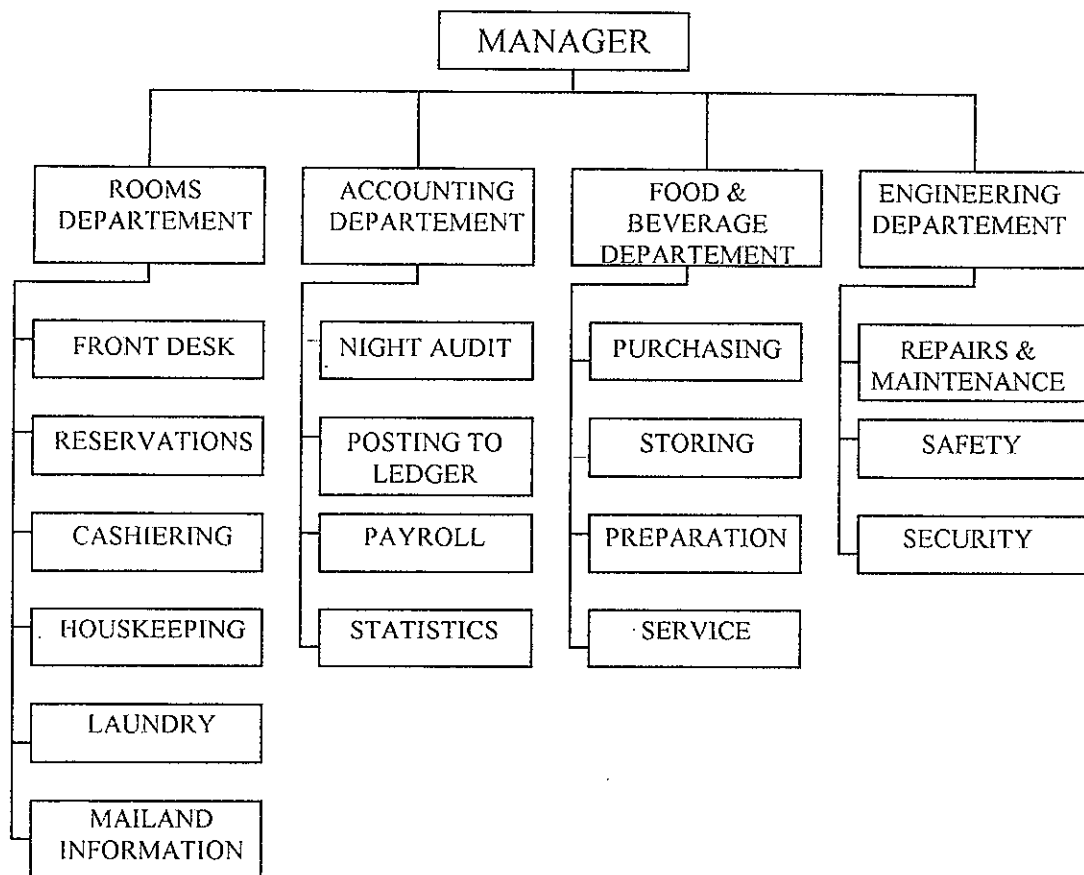 MANAGER
ROOMS
DEPARTEMENT
ACCOUNTING
DEPARTEMENT
FOOD &
BEVERAGE
DEPARTEMENT
ENGINEERING
DEPARTEMENT
FRONT DESK
RESERVATIONS
CASHIERING
HOUSKEEPING
LAUNDRY
MAILAND
INFORMATION
NIGHT AUDIT
POSTING TO
LEDGER
PAYROLL
STATISTICS
PURCHASING
STORING
PREPARATION
SERVICE
REPAIRS &
MAINTENANCE
SAFETY
SECURITY